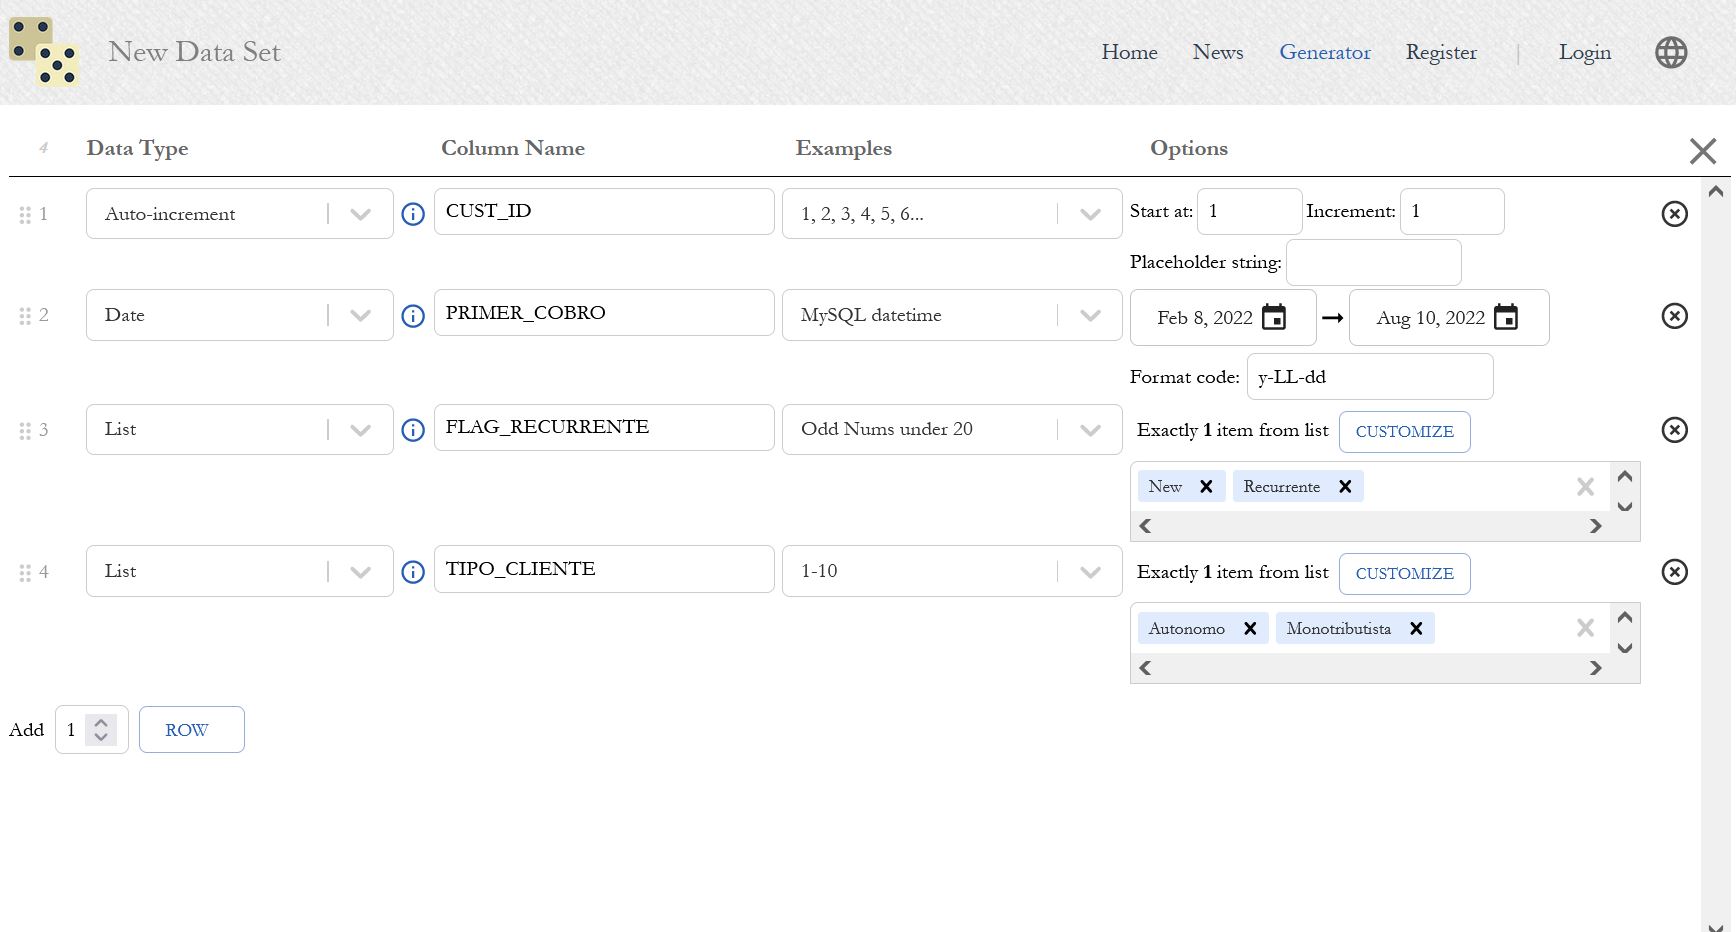 New Data Set Home News Generator Register | Login
4 Data Type Column Name Examples Options
1 Auto-increment CUST_ID 1, 2, 3, 4, 5, 6... Start at: 1 Increment: 1
Placeholder string:
2 Date PRIMER_COBRO MySQL datetime Feb 8, 2022 Aug 10, 2022
Format code: y-LL-dd
3 List FLAG_RECURRENTE Odd Nums under 20 Exactly 1 item from list CUSTOMIZE
New Recurrente
4 List TIPO_CLIENTE 1-10 Exactly 1 item from list CUSTOMIZE
Autonomo Monotributista
Add 1 ROW